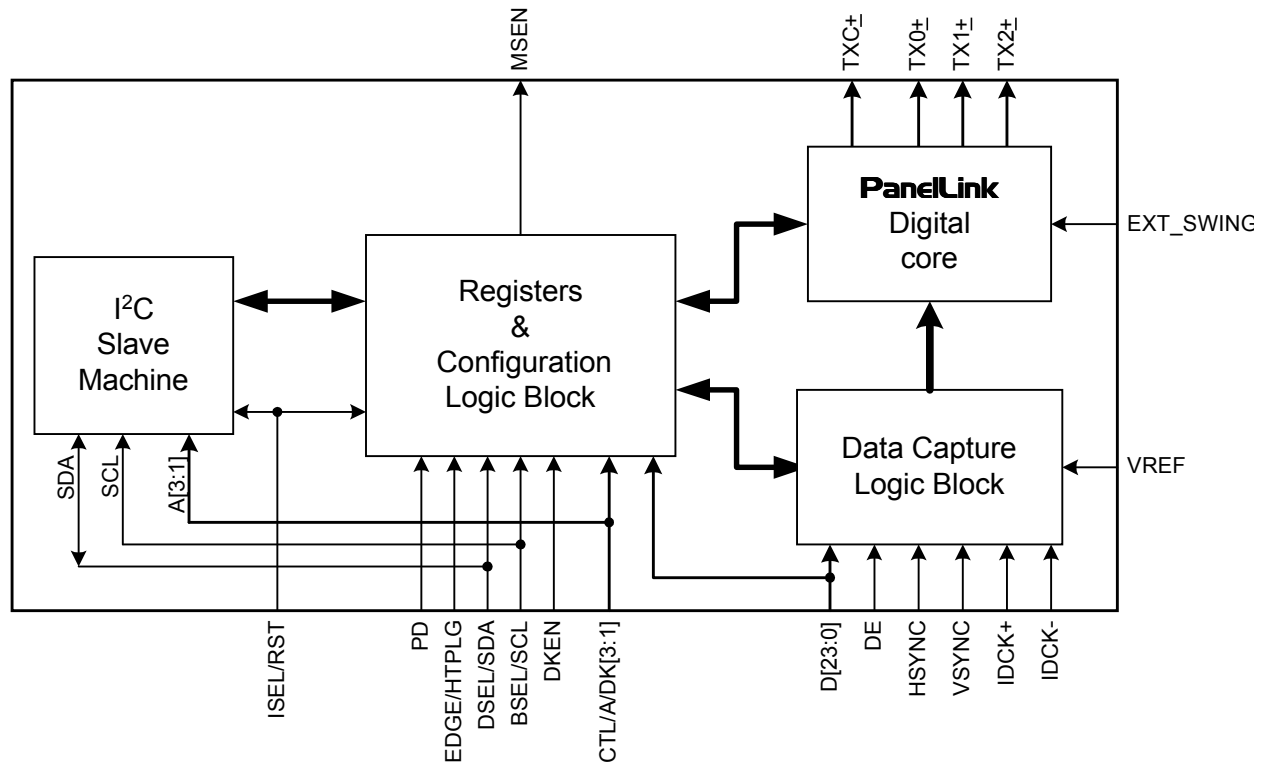 MSEN
TXC±
TX0±
TX1±
TX2±
PanelLink
Digital
core
EXT_SWING
I²C
Slave
Machine
Registers
&
Configuration
Logic Block
Data Capture
Logic Block
VREF
SDA
SCL
A[3:1]
ISEL/RST
PD
EDGE/HTPLG
DSEL/SDA
BSEL/SCL
DKEN
CTL/A/DK[3:1]
D[23:0]
DE
HSYNC
VSYNC
IDCK+
IDCK-